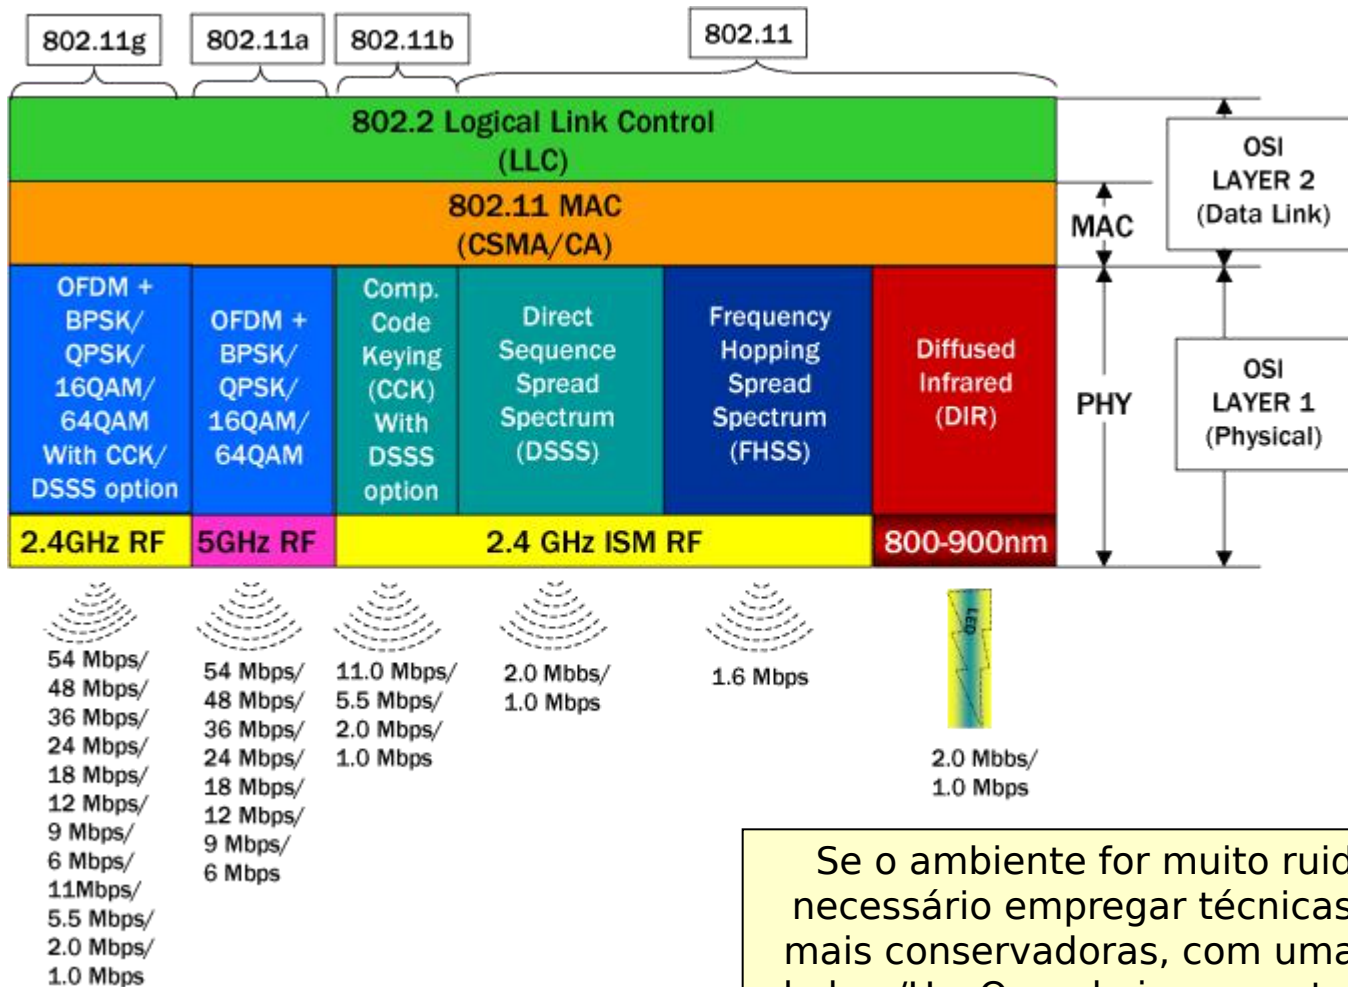 802.11g
802.11a
802.11b
802.11
802.2 Logical Link Control
(LLC)
802.11 MAC
(CSMA/CA)
MAC
OSI
LAYER 2
(Data Link)
OFDM +
BPSK/
QPSK/
16QAM/
64QAM
With CCK/
DSSS option
OFDM +
BPSK/
QPSK/
16QAM/
64QAM
Comp.
Code
Keying
(CCK)
With
DSSS
option
Direct
Sequence
Spread
Spectrum
(DSSS)
Frequency
Hopping
Spread
Spectrum
(FHSS)
Diffused
Infrared
(DIR)
PHY
OSI
LAYER 1
(Physical)
2.4GHz RF
5GHz RF
2.4 GHz ISM RF
800-900nm
54 Mbps/
48 Mbps/
36 Mbps/
24 Mbps/
18 Mbps/
12 Mbps/
9 Mbps/
6 Mbps/
11Mbps/
5.5 Mbps/
2.0 Mbps/
1.0 Mbps
54 Mbps/
48 Mbps/
36 Mbps/
24 Mbps/
18 Mbps/
12 Mbps/
9 Mbps/
6 Mbps
11.0 Mbps/
5.5 Mbps/
2.0 Mbps/
1.0 Mbps
2.0 Mbbs/
1.0 Mbps
1.6 Mbps
LED
2.0 Mbbs/
1.0 Mbps
Se o ambiente for muito ruid
necessário empregar técnicas
mais conservadoras, com uma